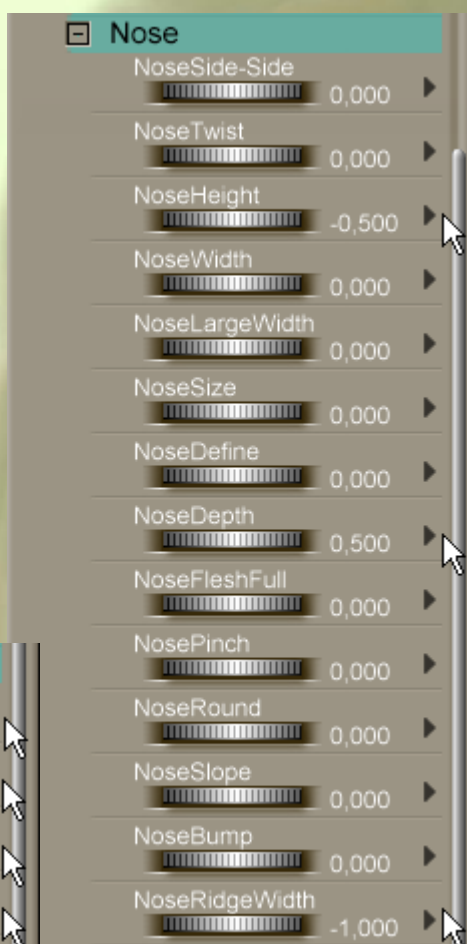 Nose
NoseSide-Side
0,000
NoseTwist
0,000
NoseHeight
-0,500
NoseWidth
0,000
NoseLargeWidth
0,000
NoseSize
0,000
NoseDefine
0,000
NoseDepth
0,500
NoseFleshFull
0,000
NosePinch
0,000
NoseRound
0,000
NoseSlope
0,000
NoseBump
0,000
NoseRidgeWidth
-1,000